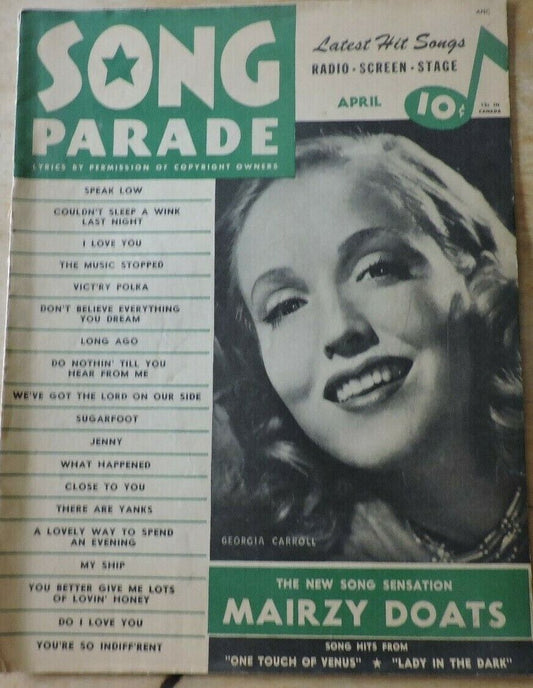 SONG
PARADE
LYRICS BY PERMISSION OF COPYRIGHT OWNERS
ANC
Latest Hit Songs
RADIO • SCREEN • STAGE
APRIL
10¢
15¢ IN
CANADA
SPEAK LOW
COULDN'T SLEEP A WINK
LAST NIGHT
I LOVE YOU
THE MUSIC STOPPED
VICT'RY POLKA
DON'T BELIEVE EVERYTHING
YOU DREAM
LONG AGO
DO NOTHIN' TILL YOU
HEAR FROM ME
WE'VE GOT THE LORD ON OUR SIDE
SUGARFOOT
JENNY
WHAT HAPPENED
CLOSE TO YOU
THERE ARE YANKS
A LOVELY WAY TO SPEND
AN EVENING
MY SHIP
YOU BETTER GIVE ME LOTS
OF LOVIN' HONEY
DO I LOVE YOU
YOU'RE SO INDIFF'RENT
GEORGIA CARROLL
THE NEW SONG SENSATION
MAIRZY DOATS
SONG HITS FROM
"ONE TOUCH OF VENUS" ★ "LADY IN THE DARK"